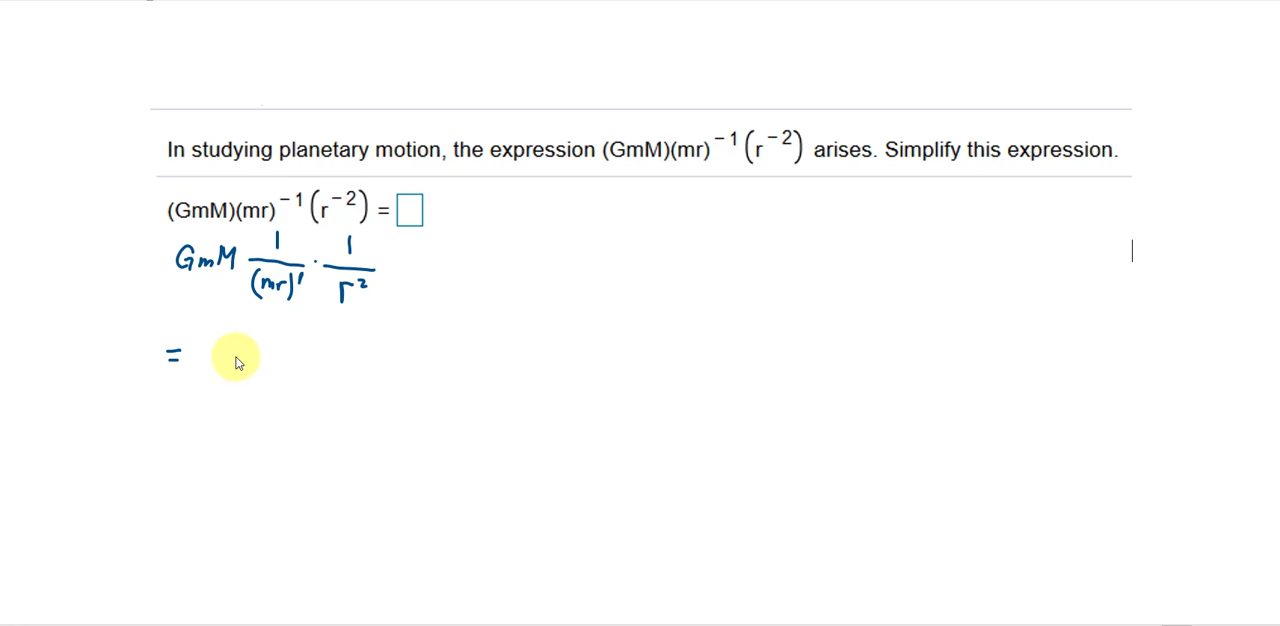 In studying planetary motion, the expression (GmM)(mr)⁻¹(r⁻²) arises. Simplify this expression.
(GmM)(mr)⁻¹(r⁻²) = □
GmM 1/(mr)¹ · 1/r²
=